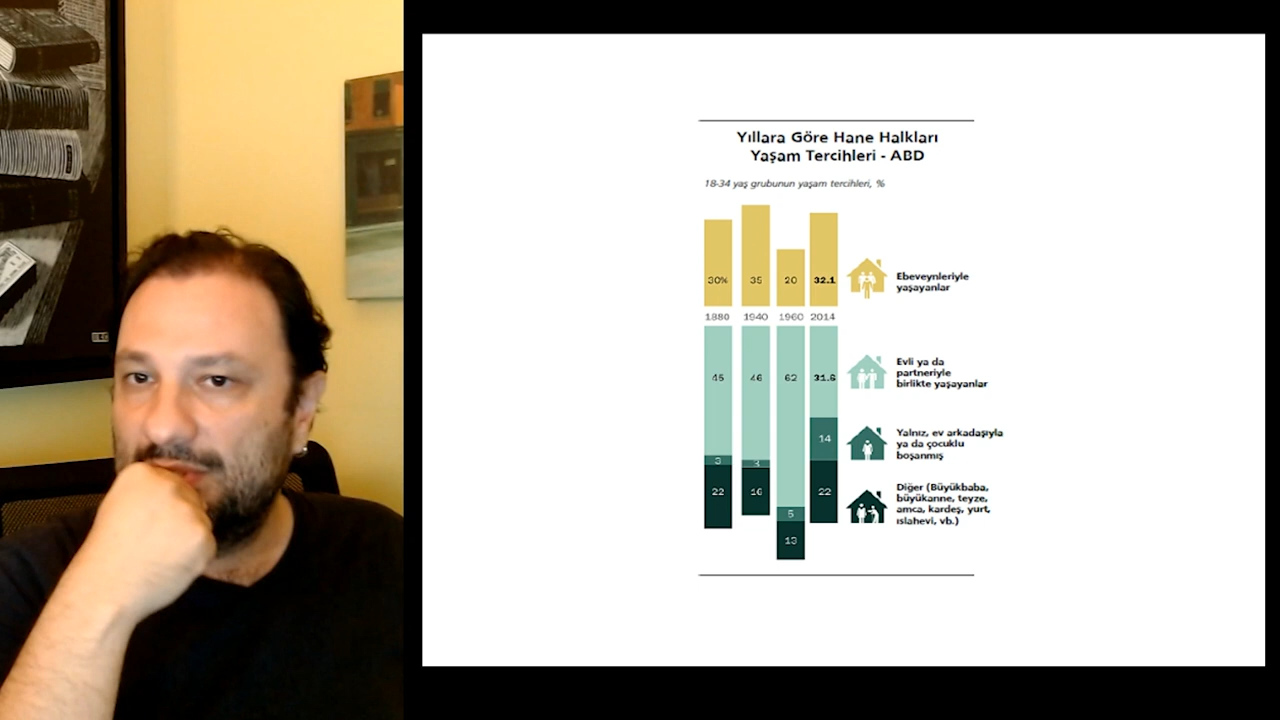 Yıllara Göre Hane Halkları
Yaşam Tercihleri - ABD
18-34 yaş grubunun yaşam tercihleri, %
30% 35 20 32.1
Ebeveynleriyle
yaşayanlar
1880 1940 1960 2014
45 46 62 31.6
Evli ya da
partneriyle
birlikte yaşayanlar
3 3 5 14
Yalnız, ev arkadaşıyla
ya da çocuklu
boşanmış
22 16 13 22
Diğer (Büyükbaba,
büyükanne, teyze,
amca, kardeş, yurt,
ıslahevi, vb.)